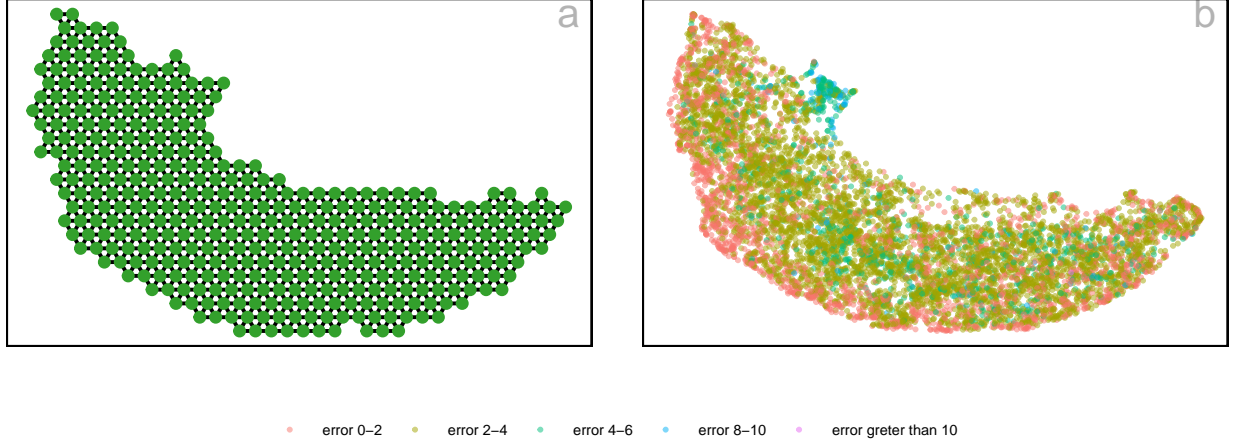 a
b
error 0–2
error 2–4
error 4–6
error 8–10
error greter than 10